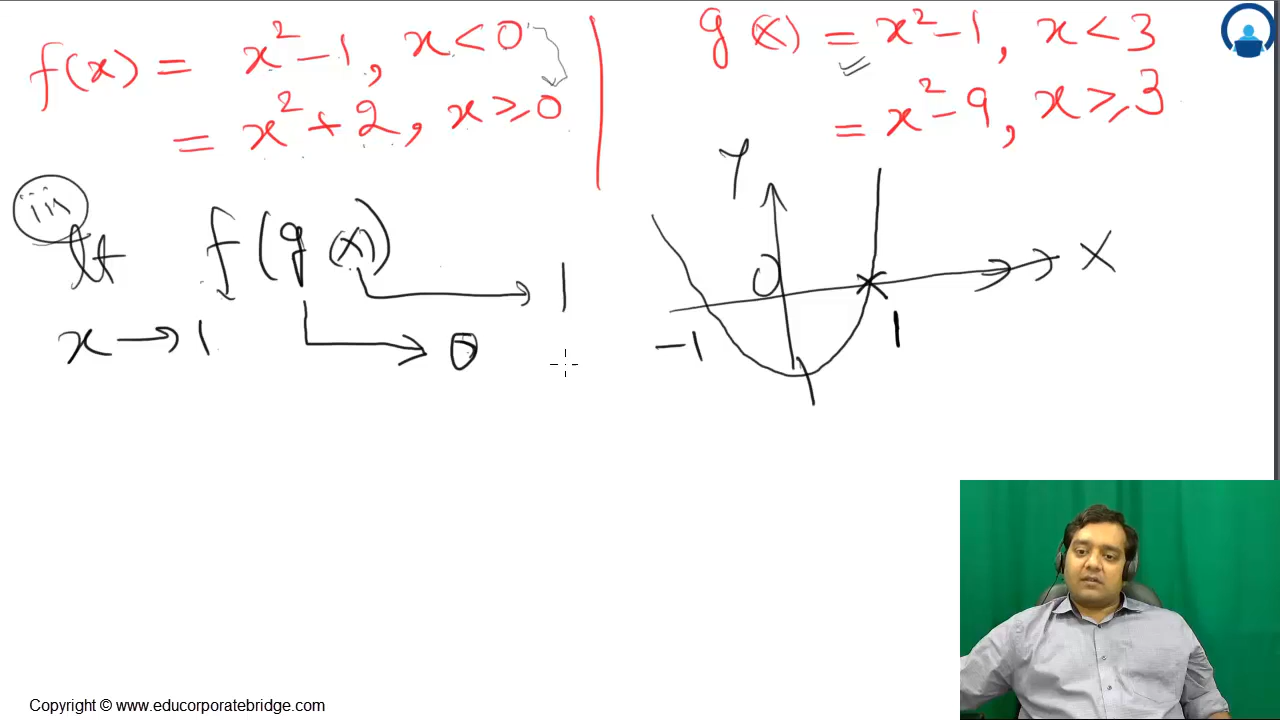 f(x) = x² - 1, x < 0
= x² + 2, x ≥ 0
g(x) = x² - 1, x < 3
= x² - 9, x ≥ 3
iii
lt f(g(x))
x → 1
1
0
Y
0
X
-1
1
Copyright © www.educorporatebridge.com